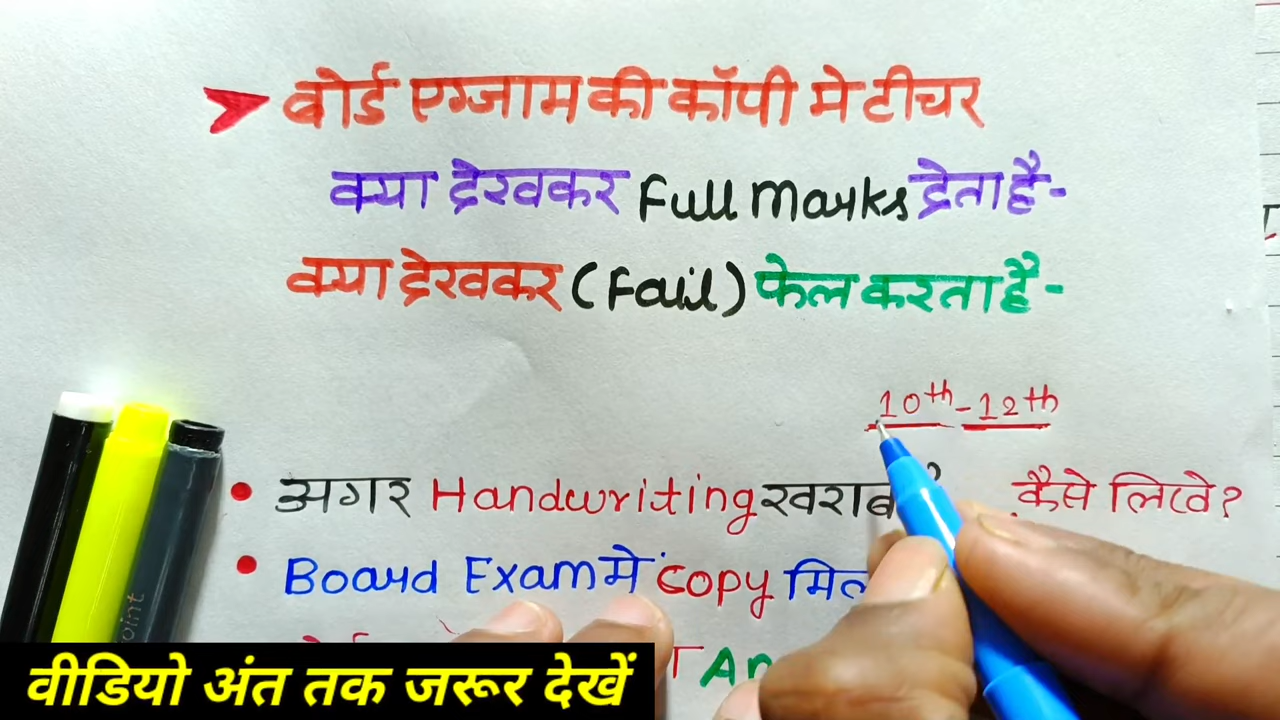 बोर्ड एग्जाम की कॉपी मे टीचर
क्या देखकर Full Marks देता है-
क्या देखकर (Fail) फेल करता है-
10th - 12th
• अगर Handwriting खराब कैसे लिखे?
• Board Exam में Copy
वीडियो अंत तक जरूर देखें